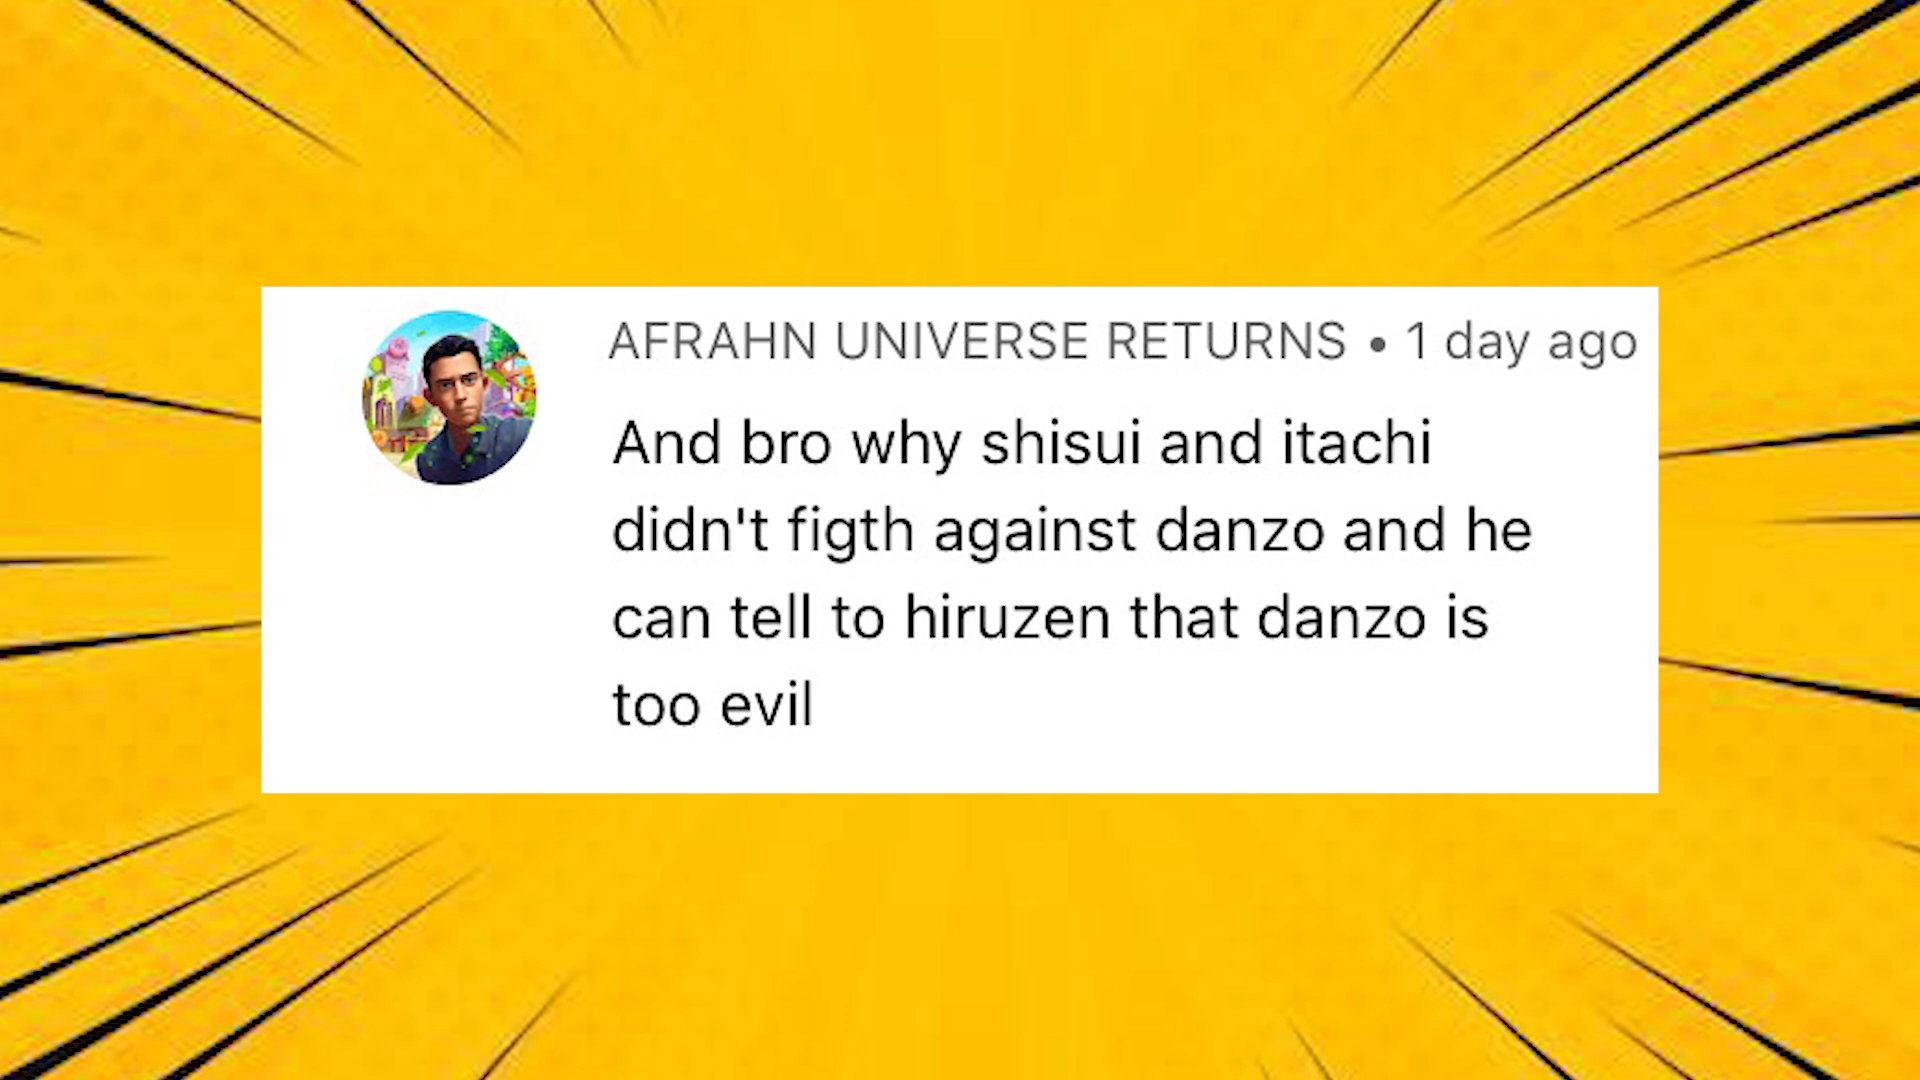 AFRAHN UNIVERSE RETURNS • 1 day ago
And bro why shisui and itachi
didn't figth against danzo and he
can tell to hiruzen that danzo is
too evil